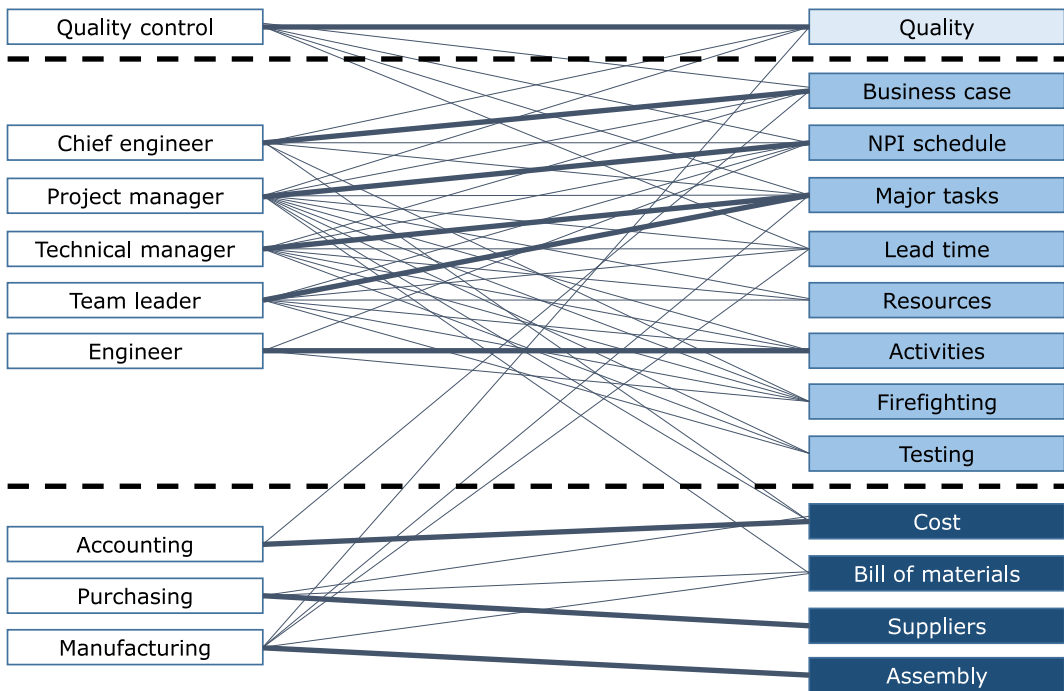 Quality control
Quality
Business case
Chief engineer
NPI schedule
Project manager
Major tasks
Technical manager
Lead time
Team leader
Resources
Engineer
Activities
Firefighting
Testing
Cost
Accounting
Bill of materials
Purchasing
Suppliers
Manufacturing
Assembly